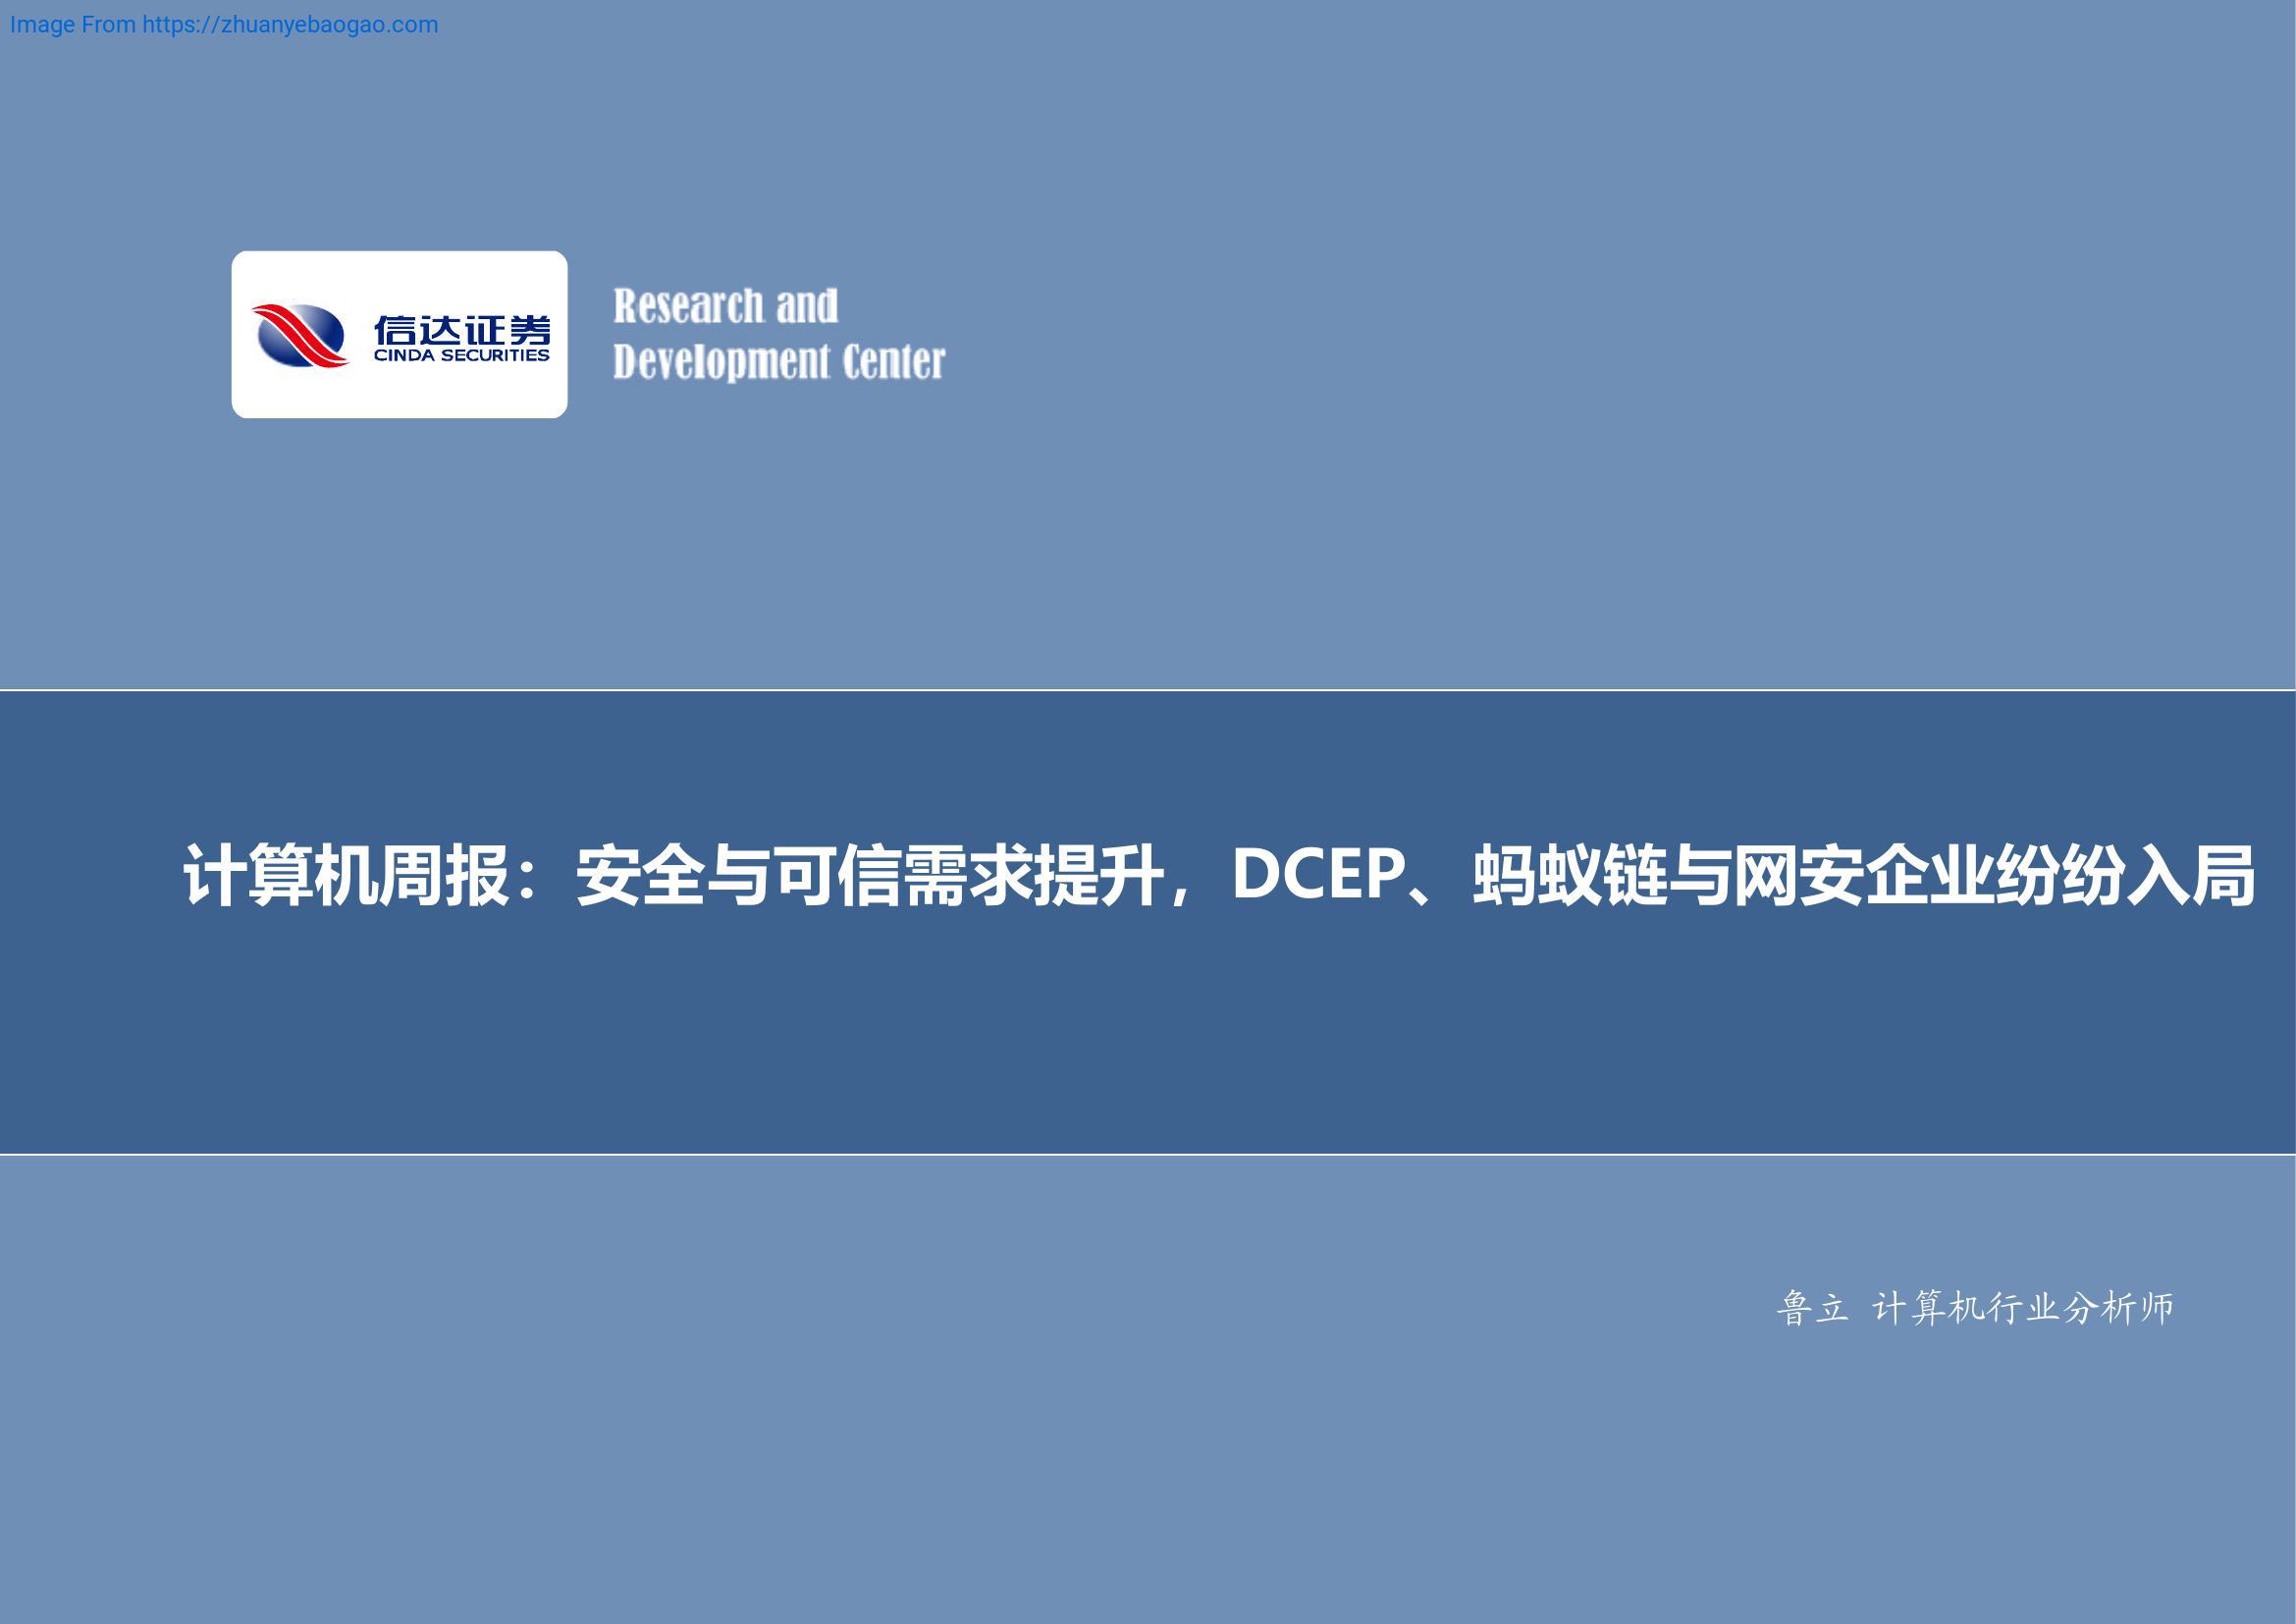 Image From https://zhuanyebaogao.com
信达证券
CINDA SECURITIES
Research and
Development Center
计算机周报：安全与可信需求提升，DCEP、蚂蚁链与网安企业纷纷入局
鲁立 计算机行业分析师